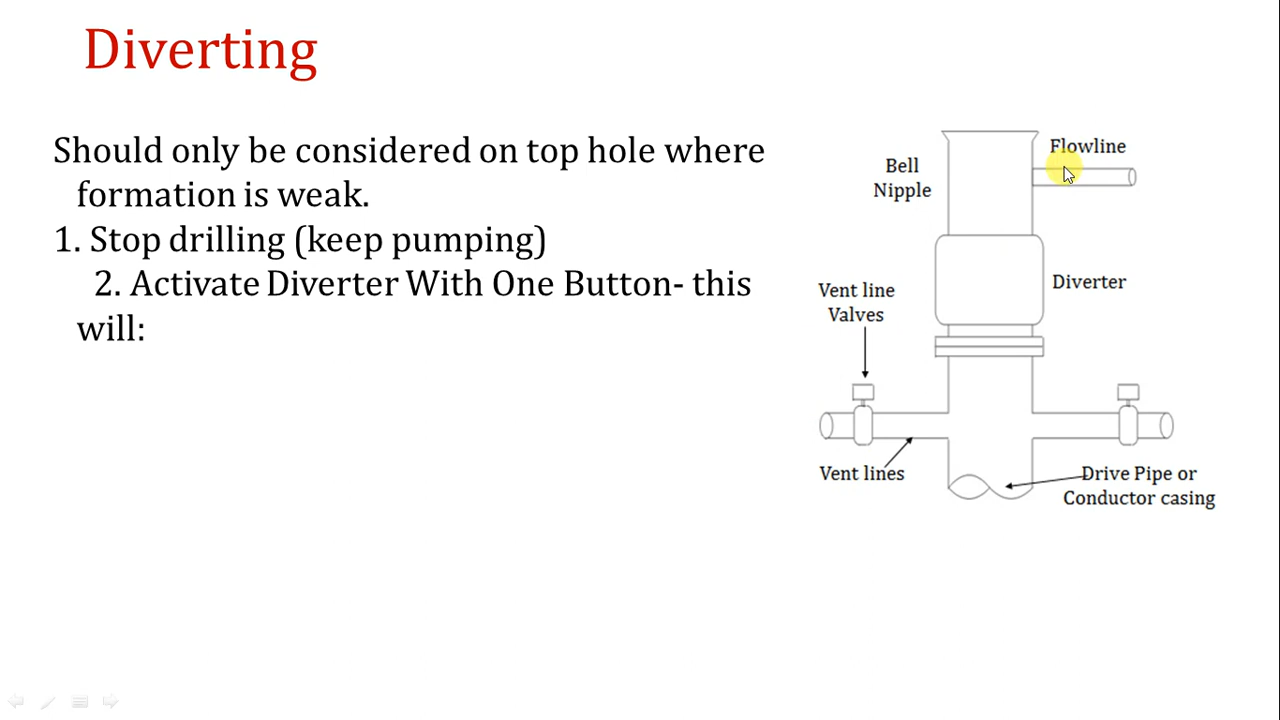 Diverting
Should only be considered on top hole where
formation is weak.
1. Stop drilling (keep pumping)
2. Activate Diverter With One Button- this
will:
Flowline
Bell
Nipple
Diverter
Vent line
Valves
Vent lines
Drive Pipe or
Conductor casing